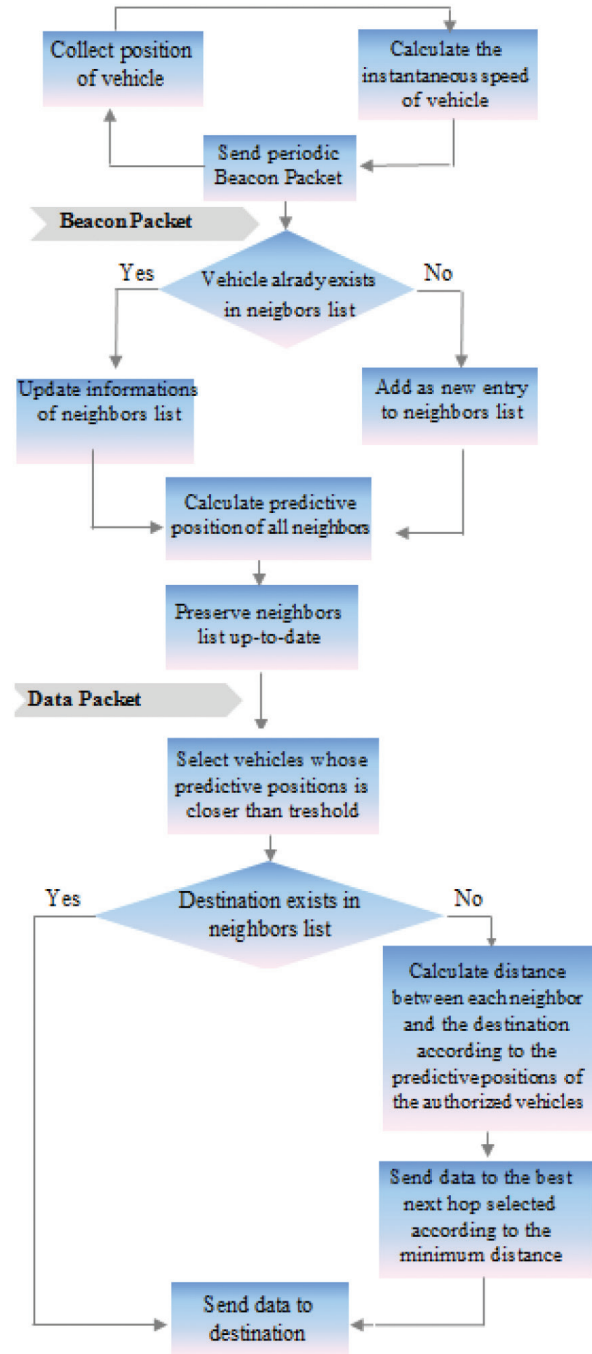 Collect position
of vehicle
Calculate the
instantaneous speed
of vehicle
Send periodic
Beacon Packet
Beacon Packet
Yes
Vehicle alrady exists
in neigbors list
No
Update informations
of neighbors list
Add as new entry
to neighbors list
Calculate predictive
position of all neighbors
Preserve neighbors
list up-to-date
Data Packet
Select vehicles whose
predictive positions is
closer than treshold
Yes
Destination exists in
neighbors list
No
Calculate distance
between each neighbor
and the destination
according to the
predictive positions of
the authorized vehicles
Send data to the best
next hop selected
according to the
minimum distance
Send data to
destination